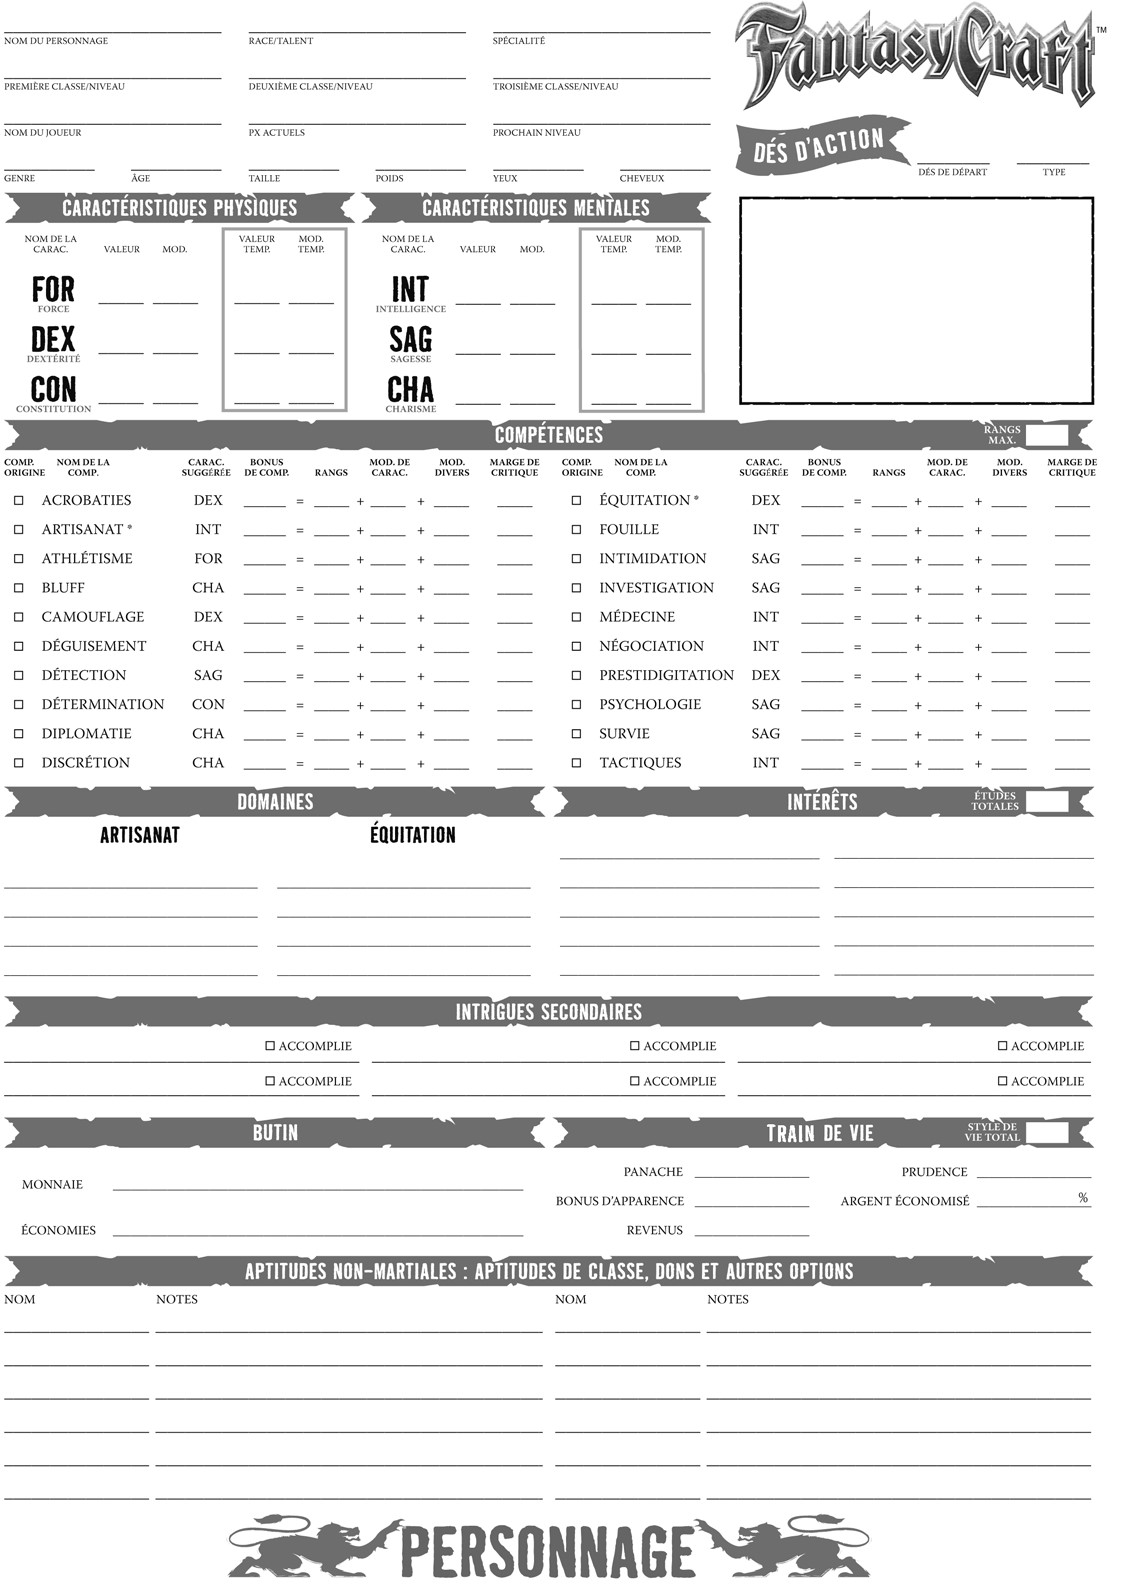 FantasyCraft™
NOM DU PERSONNAGE RACE/TALENT SPÉCIALITÉ
PREMIÈRE CLASSE/NIVEAU DEUXIÈME CLASSE/NIVEAU TROISIÈME CLASSE/NIVEAU
NOM DU JOUEUR PX ACTUELS PROCHAIN NIVEAU
GENRE ÂGE TAILLE POIDS YEUX CHEVEUX
DÉS D'ACTION
DÉS DE DÉPART TYPE
CARACTÉRISTIQUES PHYSIQUES CARACTÉRISTIQUES MENTALES
NOM DE LA CARAC. VALEUR MOD. VALEUR TEMP. MOD. TEMP. NOM DE LA CARAC. VALEUR MOD. VALEUR TEMP. MOD. TEMP.
FOR INT
FORCE INTELLIGENCE
DEX SAG
DEXTÉRITÉ SAGESSE
CON CHA
CONSTITUTION CHARISME
COMPÉTENCES RANGS MAX.
COMP. ORIGINE NOM DE LA COMP. CARAC. SUGGÉRÉE BONUS DE COMP. RANGS MOD. DE CARAC. MOD. DIVERS MARGE DE CRITIQUE COMP. ORIGINE NOM DE LA COMP. CARAC. SUGGÉRÉE BONUS DE COMP. RANGS MOD. DE CARAC. MOD. DIVERS MARGE DE CRITIQUE
ACROBATIES DEX = + + ÉQUITATION * DEX = + +
ARTISANAT * INT = + + FOUILLE INT = + +
ATHLÉTISME FOR = + + INTIMIDATION SAG = + +
BLUFF CHA = + + INVESTIGATION SAG = + +
CAMOUFLAGE DEX = + + MÉDECINE INT = + +
DÉGUISEMENT CHA = + + NÉGOCIATION INT = + +
DÉTECTION SAG = + + PRESTIDIGITATION DEX = + +
DÉTERMINATION CON = + + PSYCHOLOGIE SAG = + +
DIPLOMATIE CHA = + + SURVIE SAG = + +
DISCRÉTION CHA = + + TACTIQUES INT = + +
DOMAINES INTÉRÊTS ÉTUDES TOTALES
ARTISANAT ÉQUITATION
INTRIGUES SECONDAIRES
ACCOMPLIE ACCOMPLIE ACCOMPLIE
ACCOMPLIE ACCOMPLIE ACCOMPLIE
BUTIN TRAIN DE VIE STYLE DE VIE TOTAL
MONNAIE PANACHE PRUDENCE
BONUS D'APPARENCE ARGENT ÉCONOMISÉ %
ÉCONOMIES REVENUS
APTITUDES NON-MARTIALES : APTITUDES DE CLASSE, DONS ET AUTRES OPTIONS
NOM NOTES NOM NOTES
PERSONNAGE